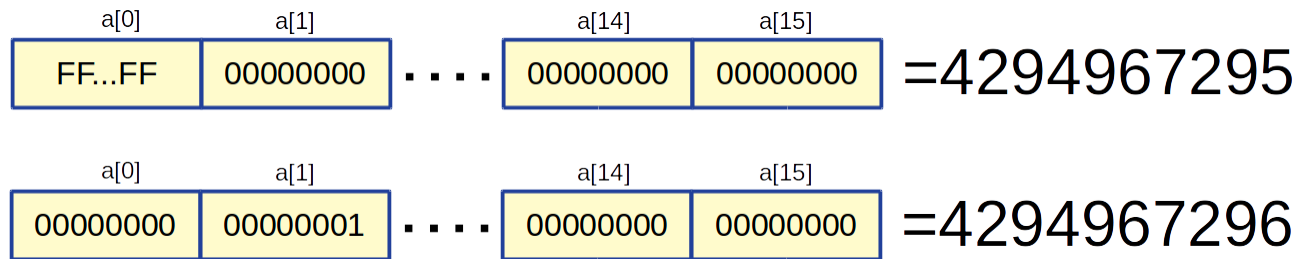 a[0] a[1] a[14] a[15]
FF...FF 00000000 .... 00000000 00000000 =4294967295
a[0] a[1] a[14] a[15]
00000000 00000001 .... 00000000 00000000 =4294967296